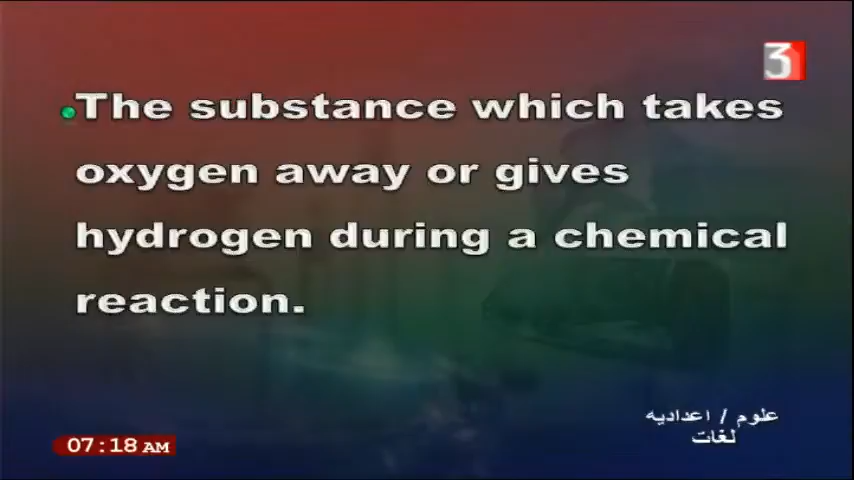 3
The substance which takes
oxygen away or gives
hydrogen during a chemical
reaction.
علوم / اعداديه
لغات
07:18 AM